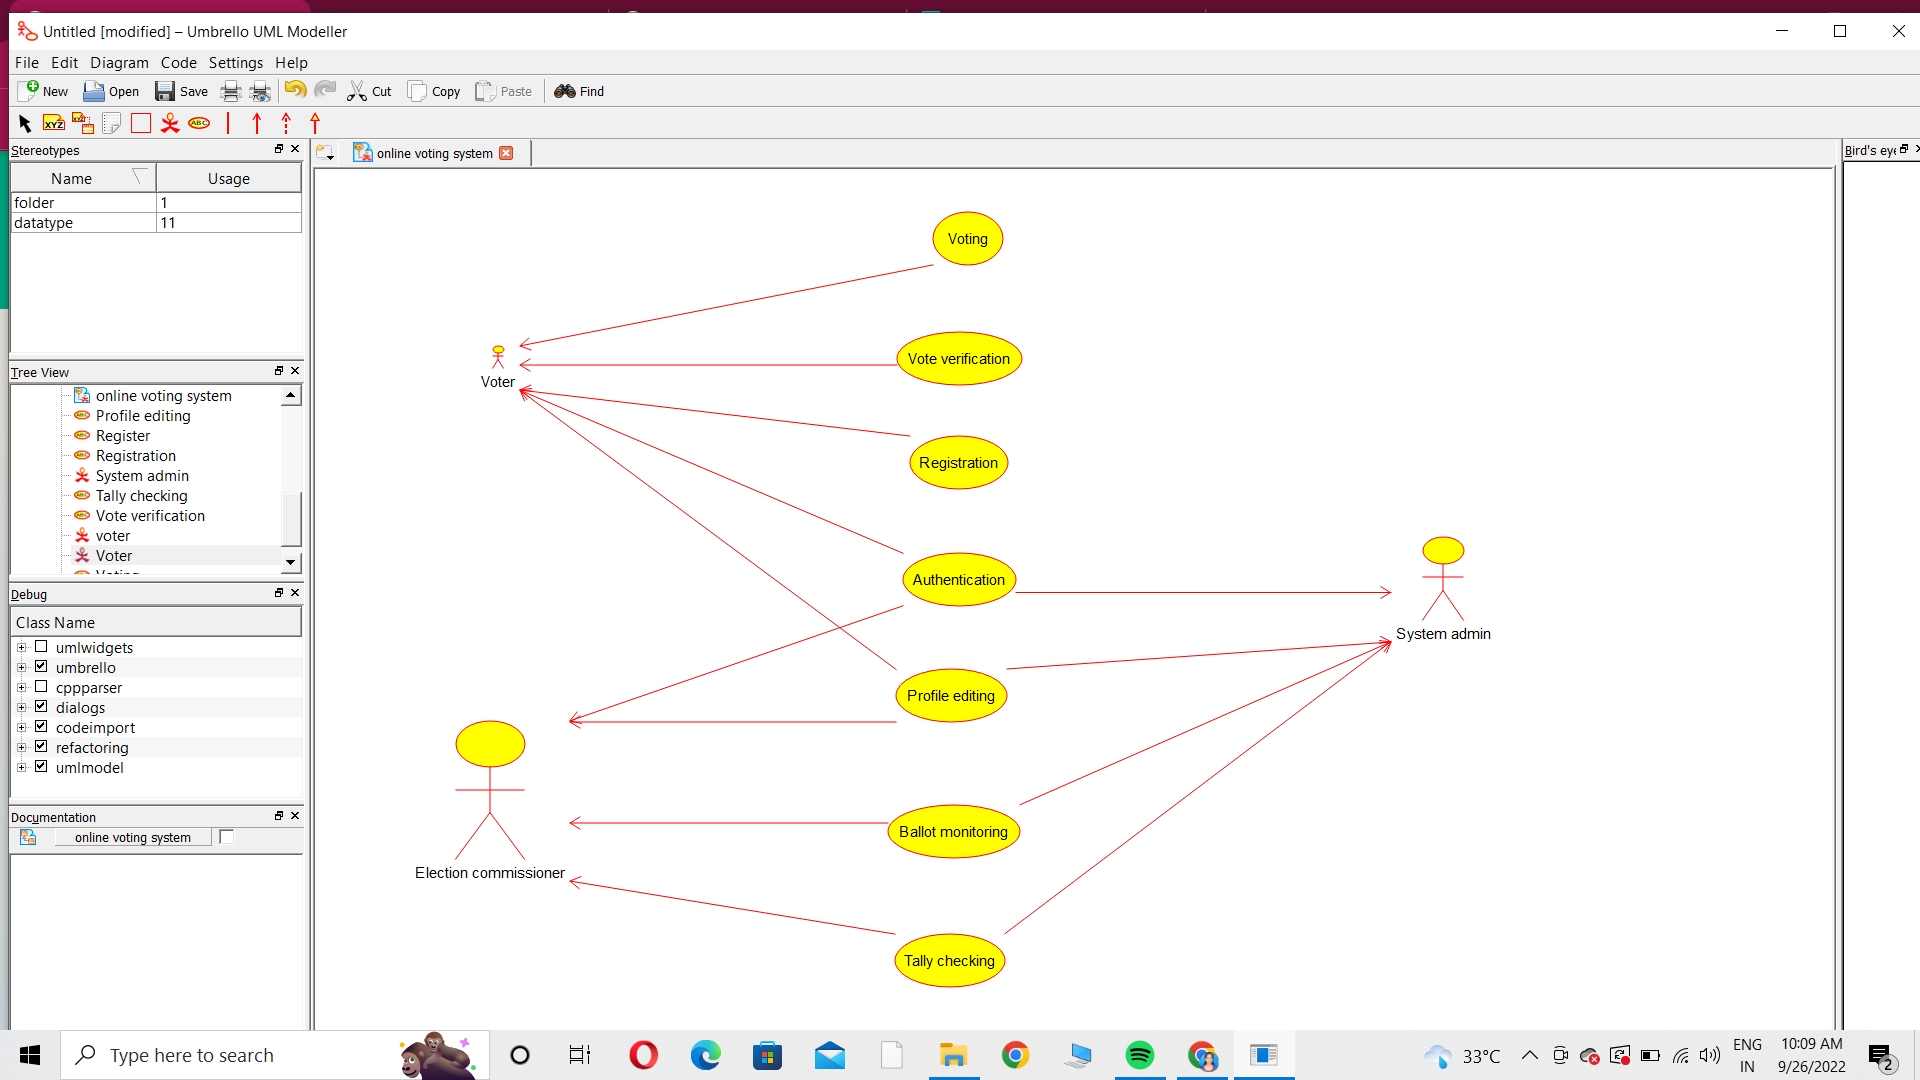 Untitled [modified] – Umbrello UML Modeller
File Edit Diagram Code Settings Help
New Open Save Cut Copy Paste Find
XYZ XYZ ABC
Stereotypes
Name Usage
folder 1
datatype 11
Tree View
online voting system
Profile editing
Register
Registration
System admin
Tally checking
Vote verification
voter
Voter
Voting
Debug
Class Name
umlwidgets
umbrello
cppparser
dialogs
codeimport
refactoring
umlmodel
Documentation
online voting system
online voting system
Bird's eye
Voting
Vote verification
Voter
Registration
Authentication
System admin
Profile editing
Ballot monitoring
Election commissioner
Tally checking
Type here to search
33°C
ENG
IN
10:09 AM
9/26/2022
2